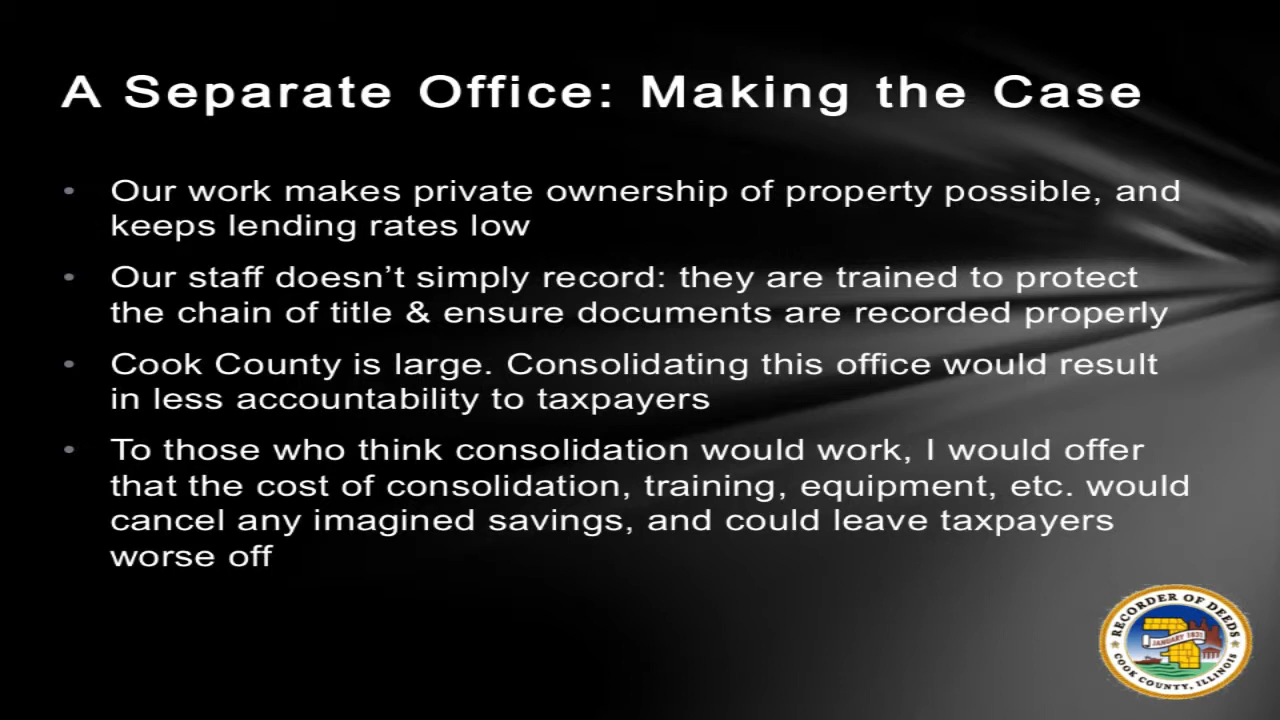 A Separate Office: Making the Case
• Our work makes private ownership of property possible, and
keeps lending rates low
• Our staff doesn’t simply record: they are trained to protect
the chain of title & ensure documents are recorded properly
• Cook County is large. Consolidating this office would result
in less accountability to taxpayers
• To those who think consolidation would work, I would offer
that the cost of consolidation, training, equipment, etc. would
cancel any imagined savings, and could leave taxpayers
worse off
RECORDER OF DEEDS
JANUARY 1831
COOK COUNTY, ILLINOIS